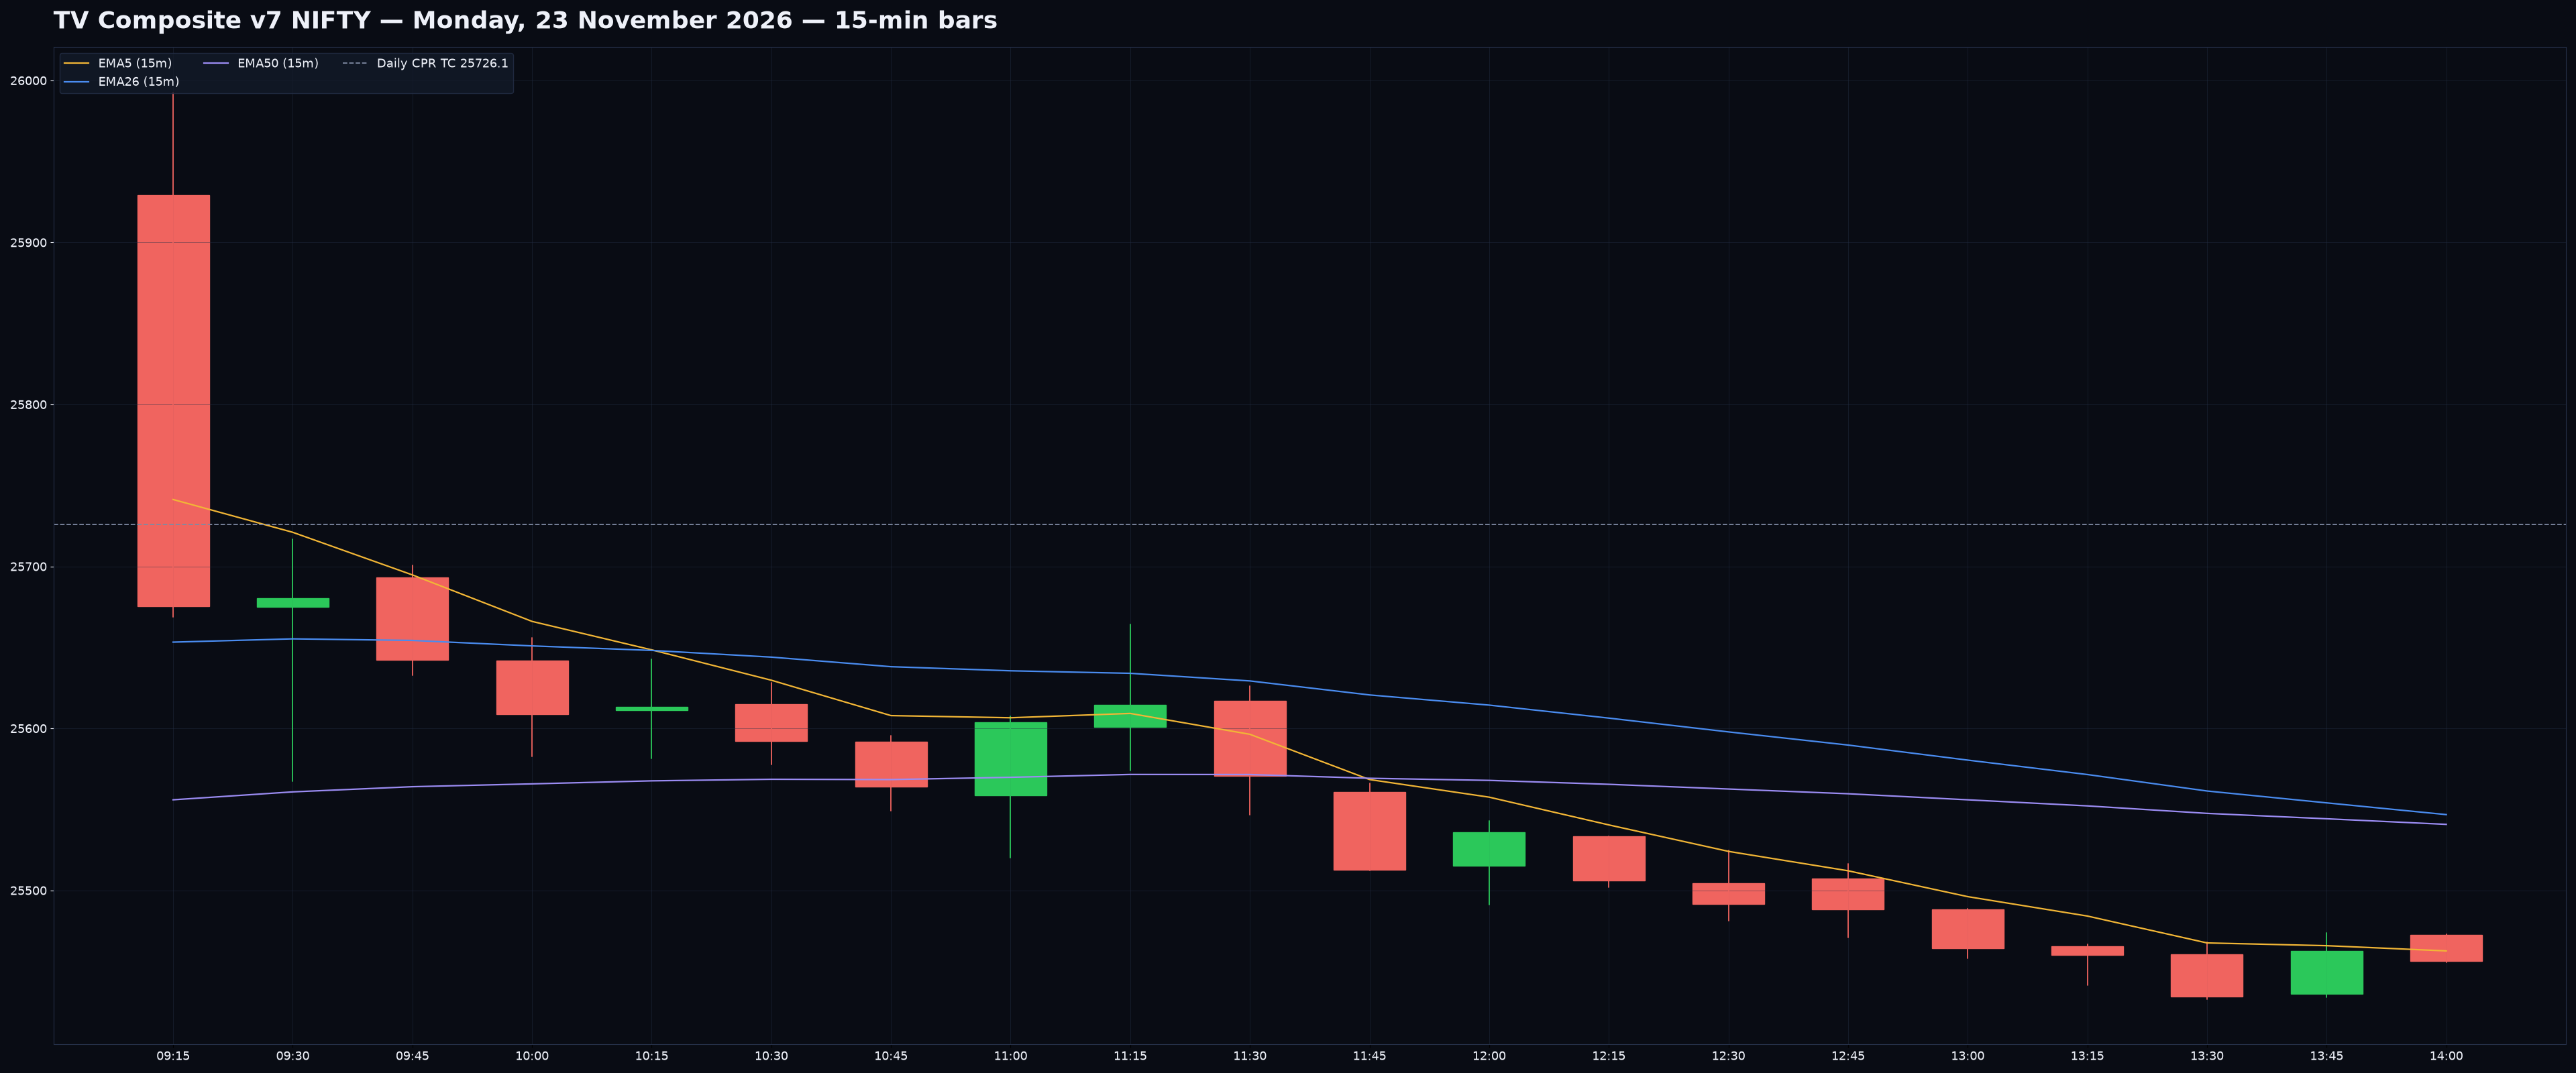 TV Composite v7 NIFTY — Monday, 23 November 2026 — 15-min bars
EMA5 (15m) EMA50 (15m) Daily CPR TC 25726.1
EMA26 (15m)
26000
25900
25800
25700
25600
25500
09:15 09:30 09:45 10:00 10:15 10:30 10:45 11:00 11:15 11:30 11:45 12:00 12:15 12:30 12:45 13:00 13:15 13:30 13:45 14:00